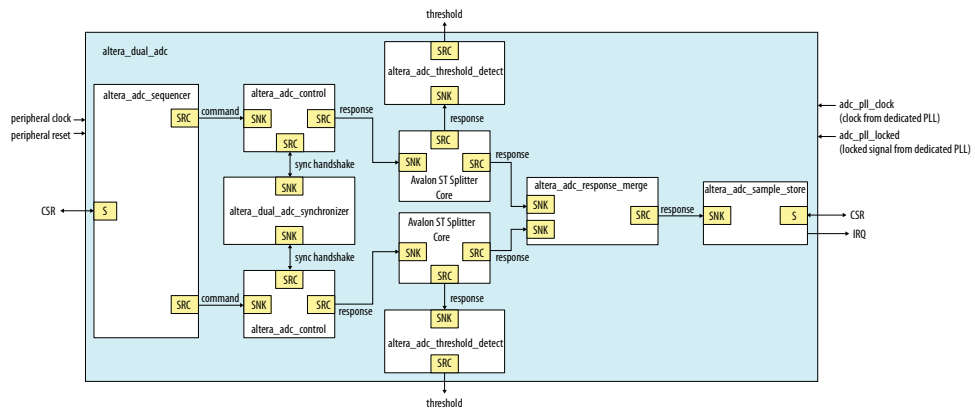 threshold
altera_dual_adc
SRC
altera_adc_threshold_detect
SNK
altera_adc_sequencer
SRC
command
altera_adc_control
SNK
SRC
SRC
response
response
SRC
SNK
SRC
Avalon ST Splitter
Core
response
peripheral clock
peripheral reset
adc_pll_clock
(clock from dedicated PLL)
adc_pll_locked
(locked signal from dedicated PLL)
sync handshake
SNK
altera_dual_adc_synchronizer
SNK
sync handshake
CSR
S
altera_adc_response_merge
SNK
SNK
SRC
response
altera_adc_sample_store
SNK
S
CSR
IRQ
Avalon ST Splitter
Core
SNK
SRC
SRC
response
response
SRC
command
SRC
SNK
SRC
altera_adc_control
response
SNK
altera_adc_threshold_detect
SRC
threshold